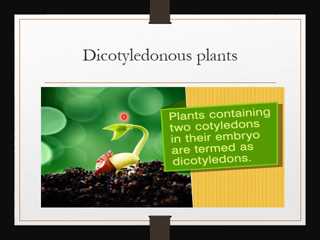 Dicotyledonous plants
Plants containing
two cotyledons
in their embryo
are termed as
dicotyledons.